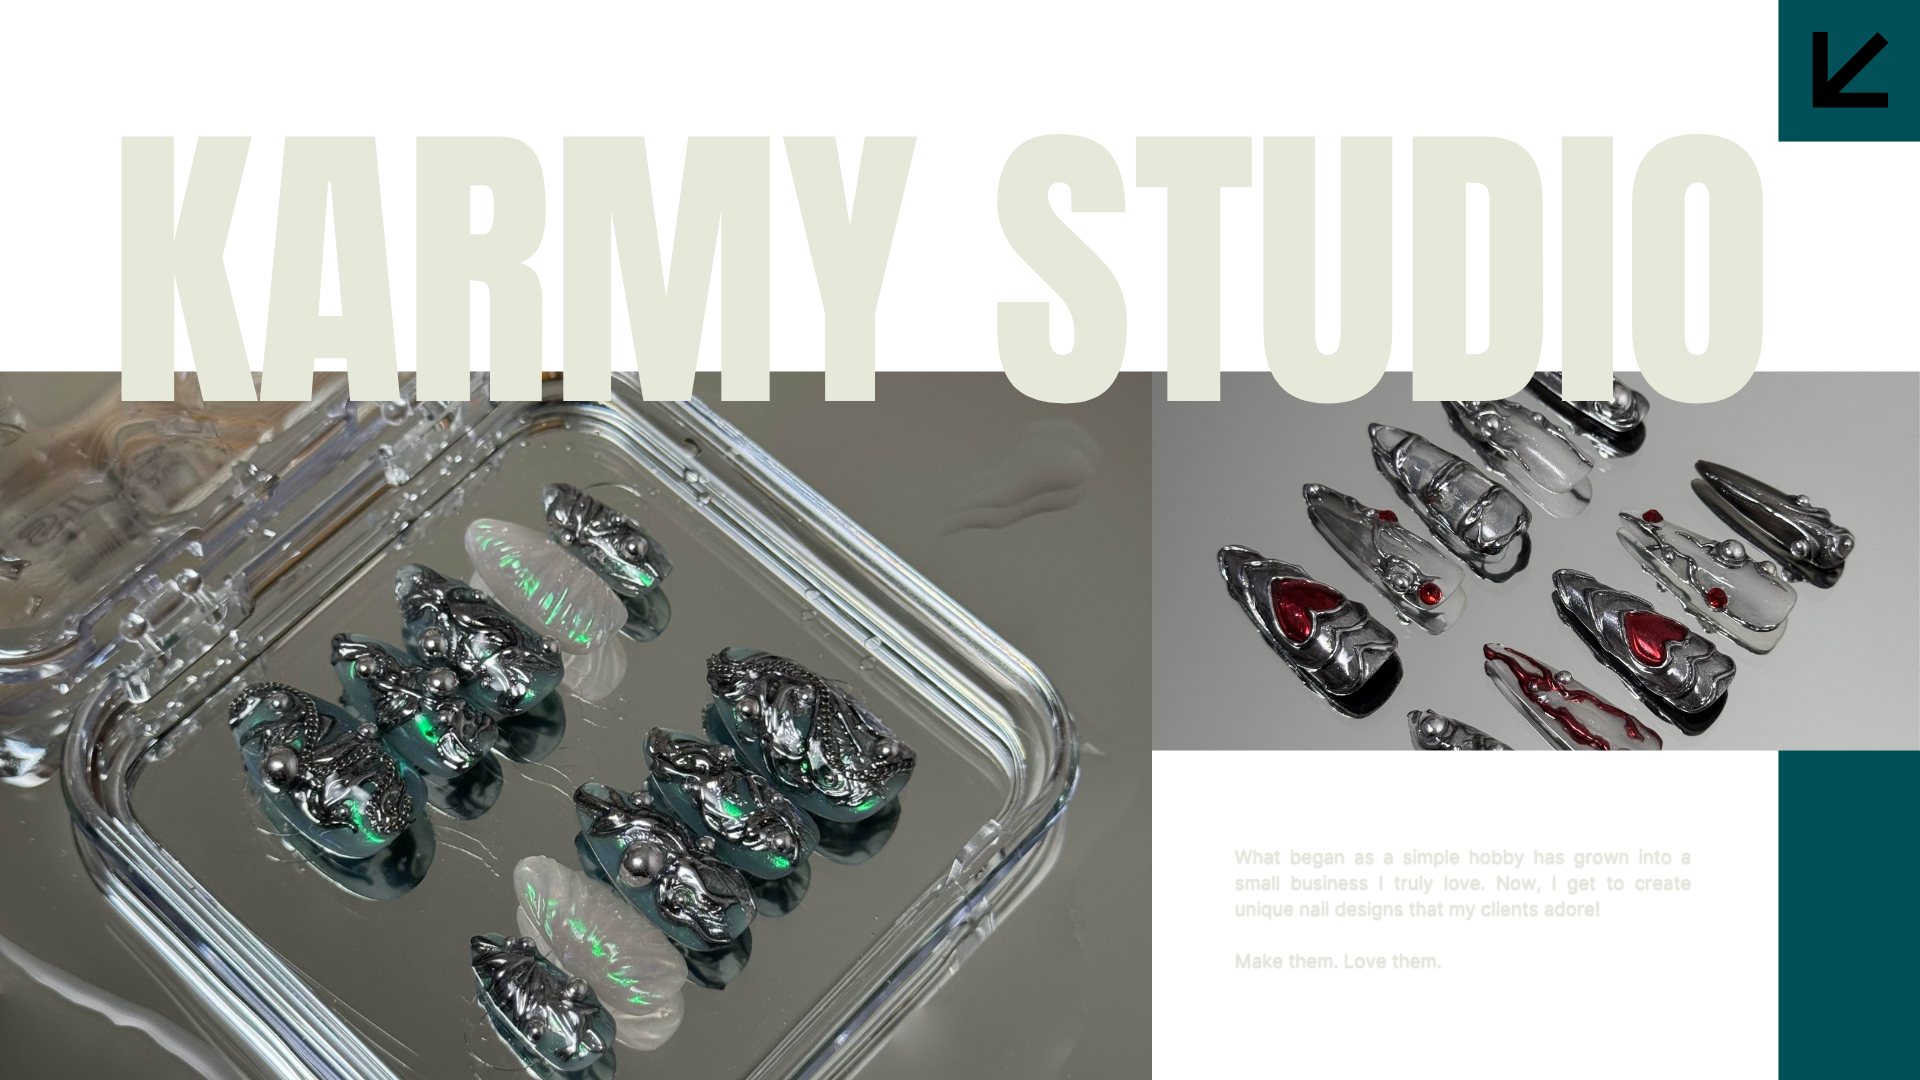 KARMY STUDIO
What began as a simple hobby has grown into a
small business I truly love. Now, I get to create
unique nail designs that my clients adore!
Make them. Love them.